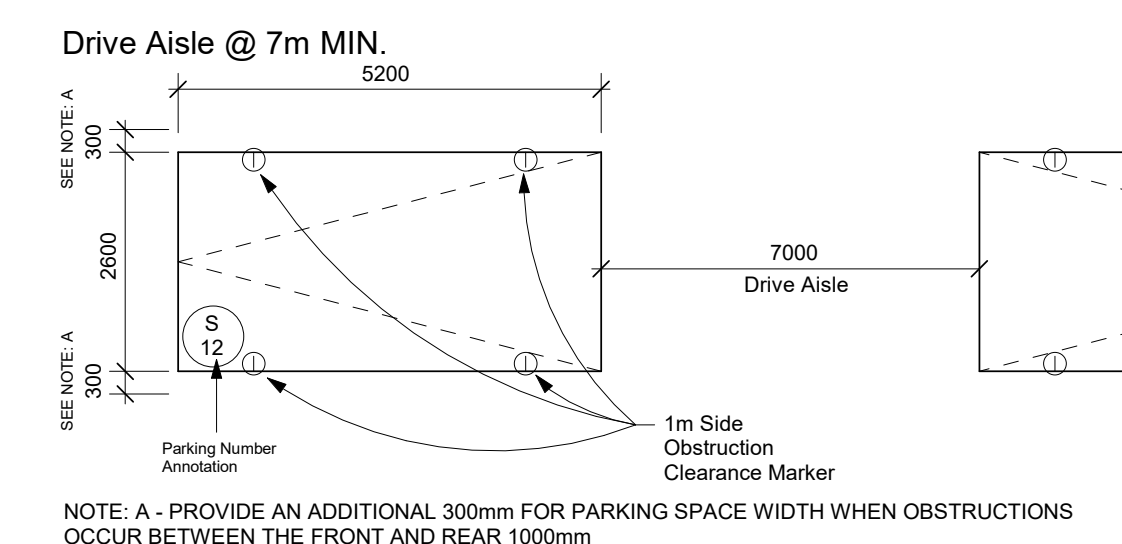 Drive Aisle @ 7m MIN.
5200
SEE NOTE: A
300
2600
7000
Drive Aisle
S
12
SEE NOTE: A
300
1m Side
Obstruction
Clearance Marker
Parking Number
Annotation
NOTE: A - PROVIDE AN ADDITIONAL 300mm FOR PARKING SPACE WIDTH WHEN OBSTRUCTIONS
OCCUR BETWEEN THE FRONT AND REAR 1000mm